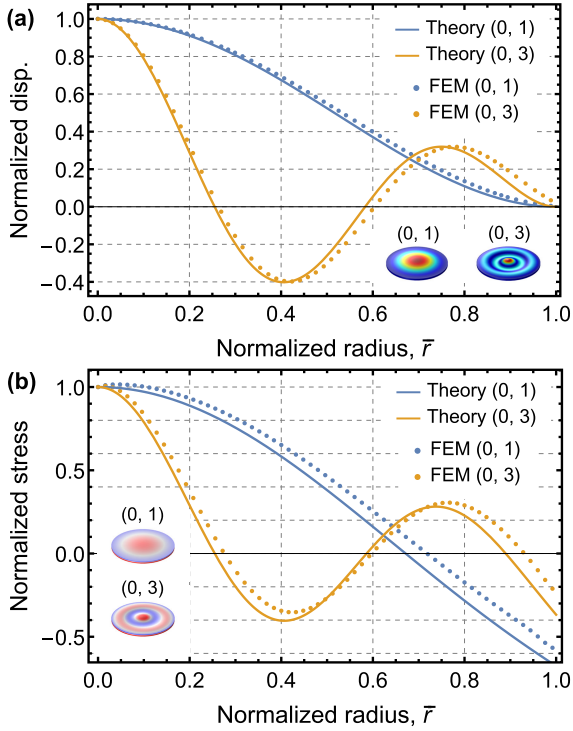 (a)
Normalized disp.
1.0
0.8
0.6
0.4
0.2
0.0
−0.2
−0.4
Theory (0, 1)
Theory (0, 3)
FEM (0, 1)
FEM (0, 3)
(0, 1) (0, 3)
0.0 0.2 0.4 0.6 0.8 1.0
Normalized radius, r̄
(b)
Normalized stress
1.0
0.5
0.0
−0.5
Theory (0, 1)
Theory (0, 3)
FEM (0, 1)
FEM (0, 3)
(0, 1)
(0, 3)
0.0 0.2 0.4 0.6 0.8 1.0
Normalized radius, r̄